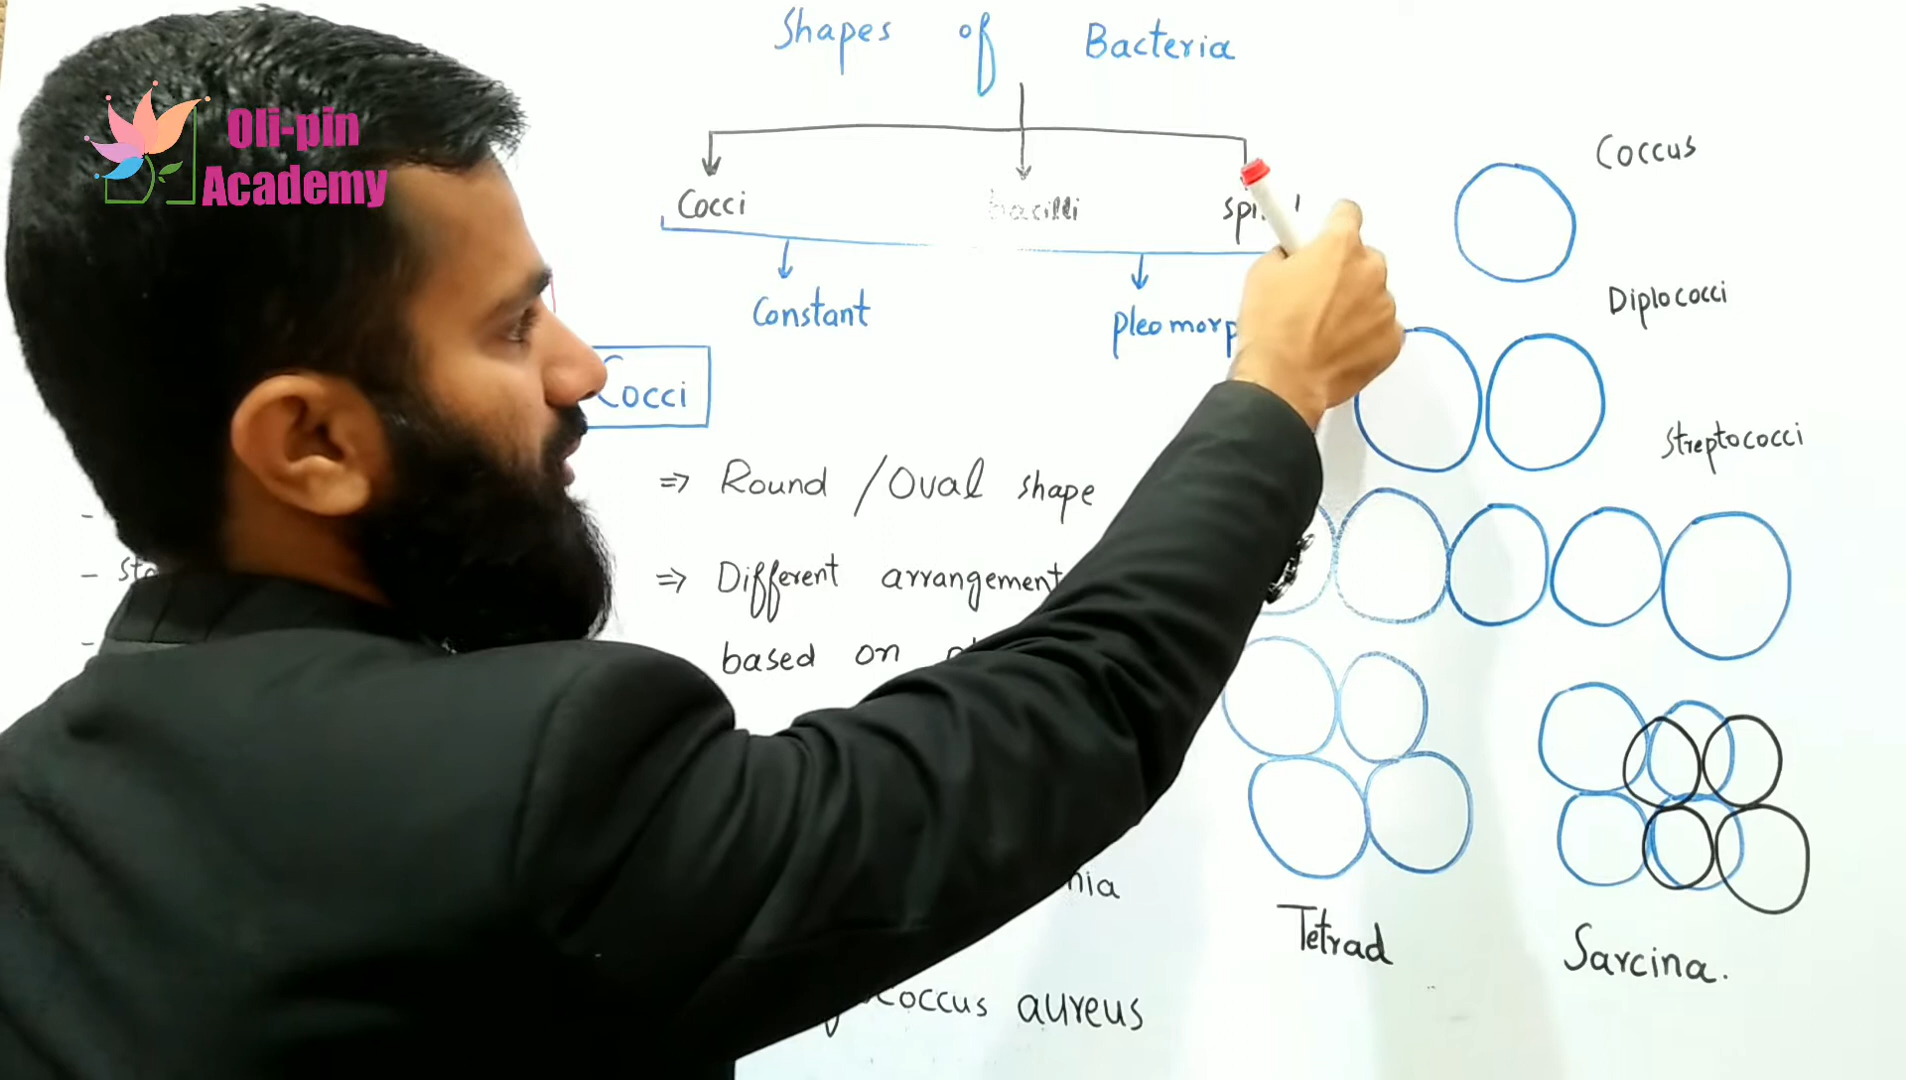 Oli-pin
Academy
Shapes of Bacteria
Cocci bacilli
Constant
Cocci
=> Round / Oval shape
=> Different arrangement
based on
coccus aureus
Coccus
Diplococci
Streptococci
Tetrad
Sarcina.